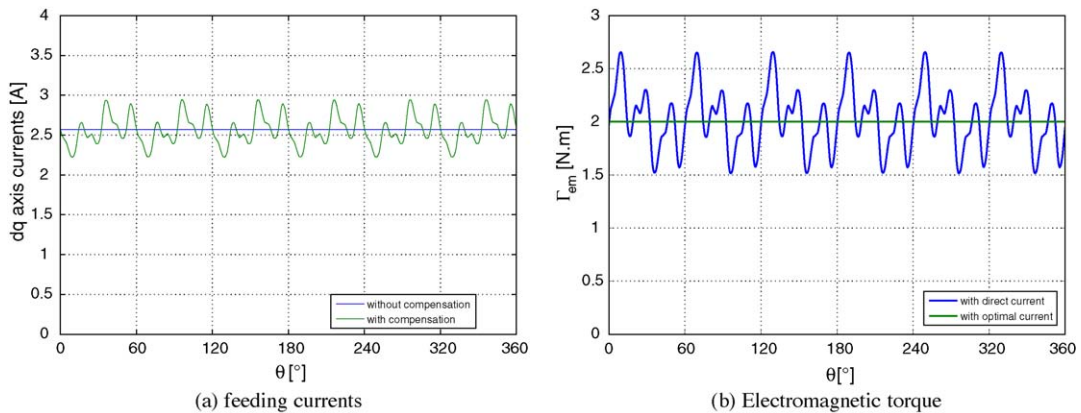 4
3.5
3
2.5
2
1.5
1
0.5
0
dq axis currents [A]
without compensation
with compensation
0 60 120 180 240 320 360
θ [°]
(a) feeding currents
3
2.5
2
1.5
1
0.5
0
Γem [N.m]
with direct current
with optimal current
0 60 120 180 240 320 360
θ[°]
(b) Electromagnetic torque